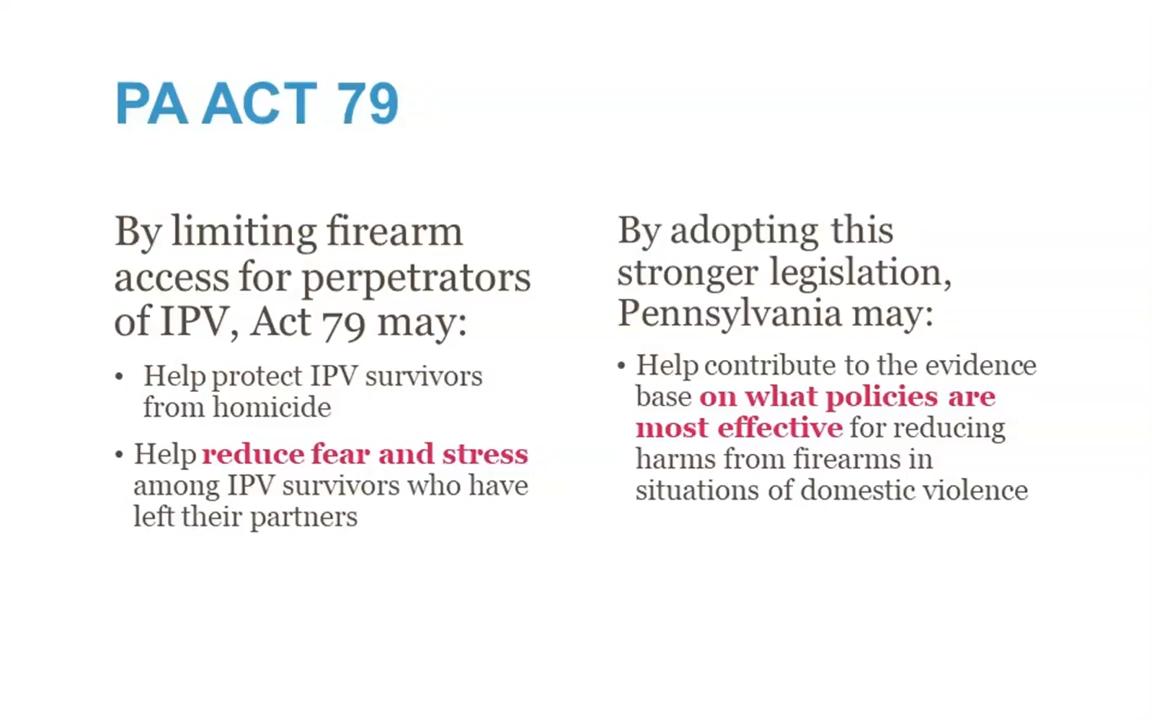 PA ACT 79
By limiting firearm
access for perpetrators
of IPV, Act 79 may:
• Help protect IPV survivors
from homicide
• Help reduce fear and stress
among IPV survivors who have
left their partners
By adopting this
stronger legislation,
Pennsylvania may:
• Help contribute to the evidence
base on what policies are
most effective for reducing
harms from firearms in
situations of domestic violence